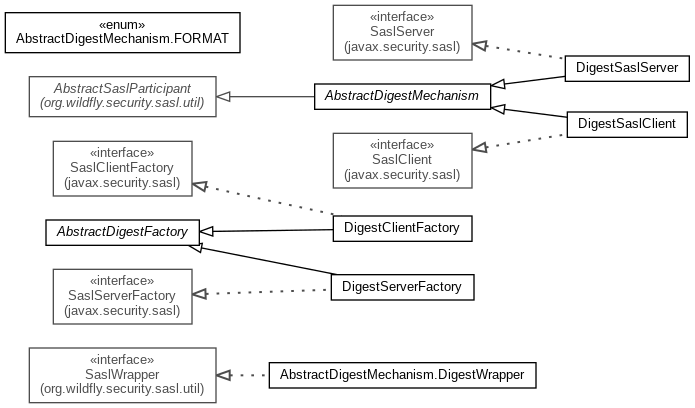 «enum»
AbstractDigestMechanism.FORMAT
«interface»
SaslServer
(javax.security.sasl)
DigestSaslServer
AbstractSaslParticipant
(org.wildfly.security.sasl.util)
AbstractDigestMechanism
DigestSaslClient
«interface»
SaslClient
(javax.security.sasl)
«interface»
SaslClientFactory
(javax.security.sasl)
DigestClientFactory
AbstractDigestFactory
«interface»
SaslServerFactory
(javax.security.sasl)
DigestServerFactory
«interface»
SaslWrapper
(org.wildfly.security.sasl.util)
AbstractDigestMechanism.DigestWrapper